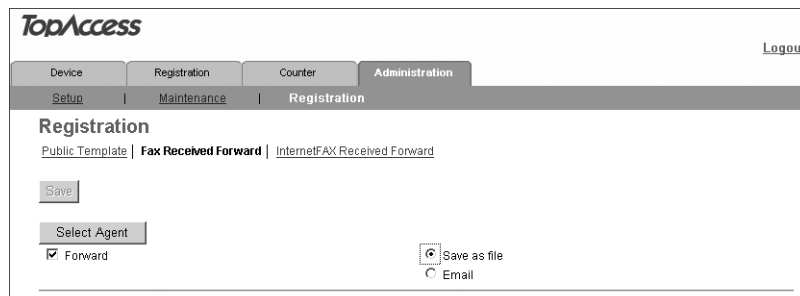 TopAccess
Device Registration Counter Administration
Setup | Maintenance | Registration
Registration
Public Template | Fax Received Forward | InternetFAX Received Forward
Save
Select Agent
Forward Save as file
Email